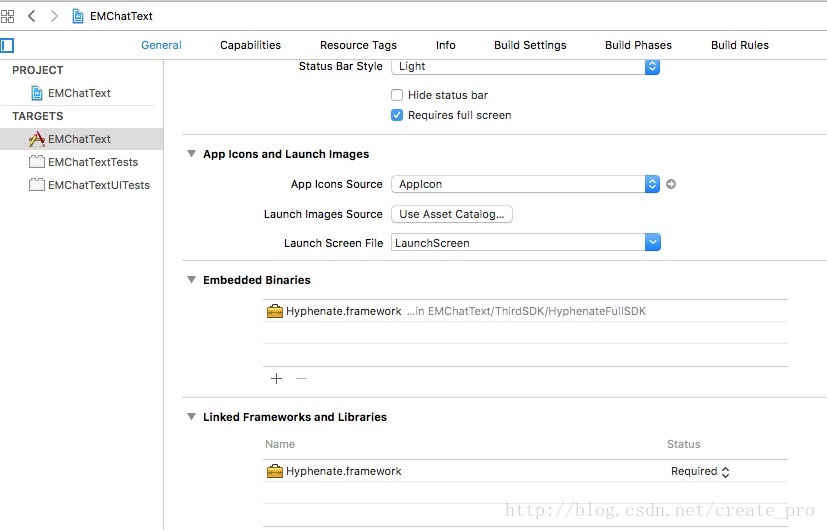 EMChatText
General Capabilities Resource Tags Info Build Settings Build Phases Build Rules
PROJECT
EMChatText
TARGETS
EMChatText
EMChatTextTests
EMChatTextUITests
Status Bar Style Light
Hide status bar
Requires full screen
App Icons and Launch Images
App Icons Source AppIcon
Launch Images Source Use Asset Catalog...
Launch Screen File LaunchScreen
Embedded Binaries
Hyphenate.framework ...in EMChatText/ThirdSDK/HyphenateFullSDK
Linked Frameworks and Libraries
Name Status
Hyphenate.framework Required
http://blog.csdn.net/create_pro